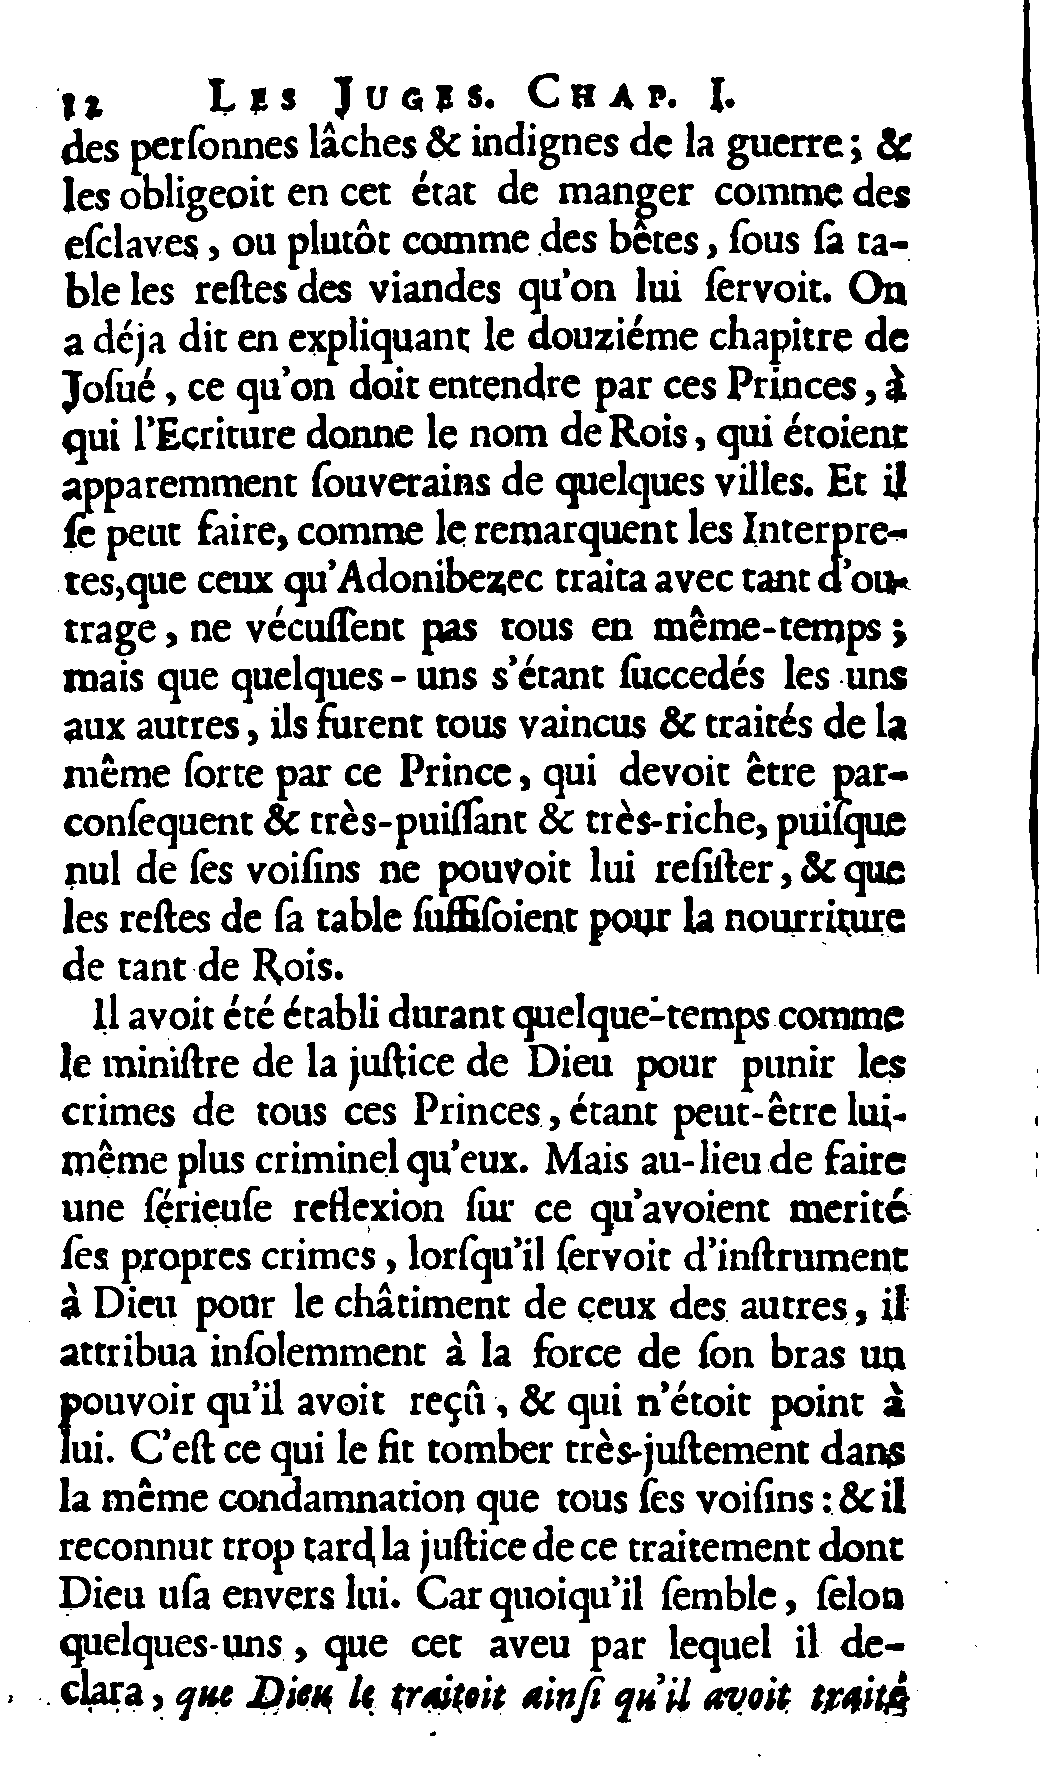 12 LES JUGES. CHAP. I.
des perſonnes lâches & indignes de la guerre; &
les obligeoit en cet état de manger comme des
eſclaves, ou plutôt comme des bêtes, ſous ſa ta-
ble les reſtes des viandes qu'on lui ſervoit. On
a déja dit en expliquant le douziéme chapitre de
Joſué, ce qu'on doit entendre par ces Princes, à
qui l'Ecriture donne le nom de Rois, qui étoient
apparemment ſouverains de quelques villes. Et il
ſe peut faire, comme le remarquent les Interpre-
tes, que ceux qu'Adonibezec traita avec tant d'ou-
trage, ne vécuſſent pas tous en même-temps;
mais que quelques-uns s'étant ſuccedés les uns
aux autres, ils furent tous vaincus & traités de la
même ſorte par ce Prince, qui devoit être par-
conſequent & très-puiſſant & très-riche, puiſque
nul de ſes voiſins ne pouvoit lui reſiſter, & que
les reſtes de ſa table ſuffiſoient pour la nourriture
de tant de Rois.
Il avoit été établi durant quelque-temps comme
le miniſtre de la juſtice de Dieu pour punir les
crimes de tous ces Princes, étant peut-être lui-
même plus criminel qu'eux. Mais au-lieu de faire
une ſérieuſe reflexion ſur ce qu'avoient merité
ſes propres crimes, lorſqu'il ſervoit d'inſtrument
à Dieu pour le châtiment de ceux des autres, il
attribua inſolemment à la force de ſon bras un
pouvoir qu'il avoit reçû, & qui n'étoit point à
lui. C'eſt ce qui le fit tomber très-juſtement dans
la même condamnation que tous ſes voiſins: & il
reconnut trop tard la juſtice de ce traitement dont
Dieu uſa envers lui. Car quoiqu'il ſemble, ſelon
quelques-uns, que cet aveu par lequel il de-
clara, que Dieu le traitoit ainſi qu'il avoit traité